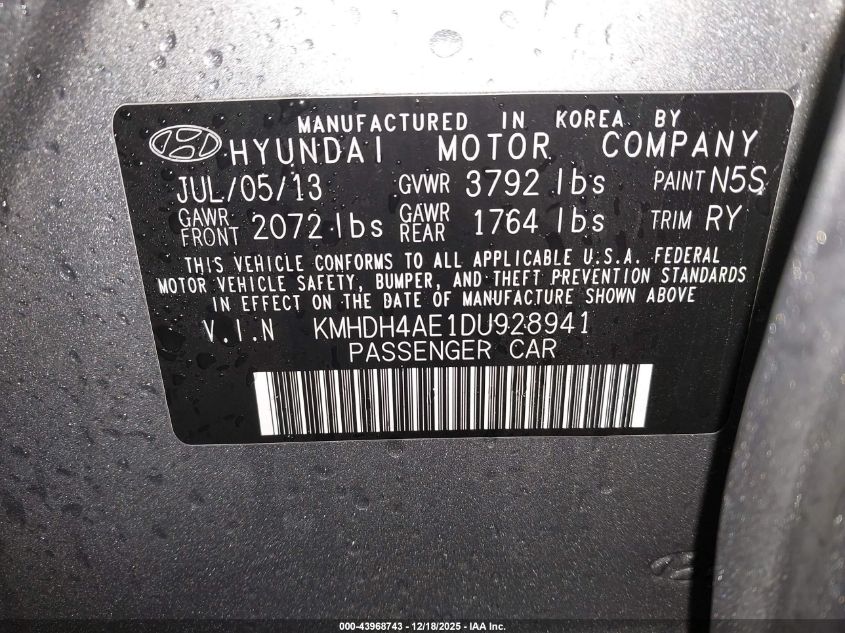 MANUFACTURED IN KOREA BY
HYUNDAI MOTOR COMPANY
JUL/05/13 GVWR 3792 lbs PAINT N5S
GAWR FRONT 2072 lbs GAWR REAR 1764 lbs TRIM RY
THIS VEHICLE CONFORMS TO ALL APPLICABLE U.S.A. FEDERAL
MOTOR VEHICLE SAFETY, BUMPER, AND THEFT PREVENTION STANDARDS
IN EFFECT ON THE DATE OF MANUFACTURE SHOWN ABOVE
V.I.N KMHDH4AE1DU928941
PASSENGER CAR
000-43968743 / 12/18/2025 - IAA Inc.